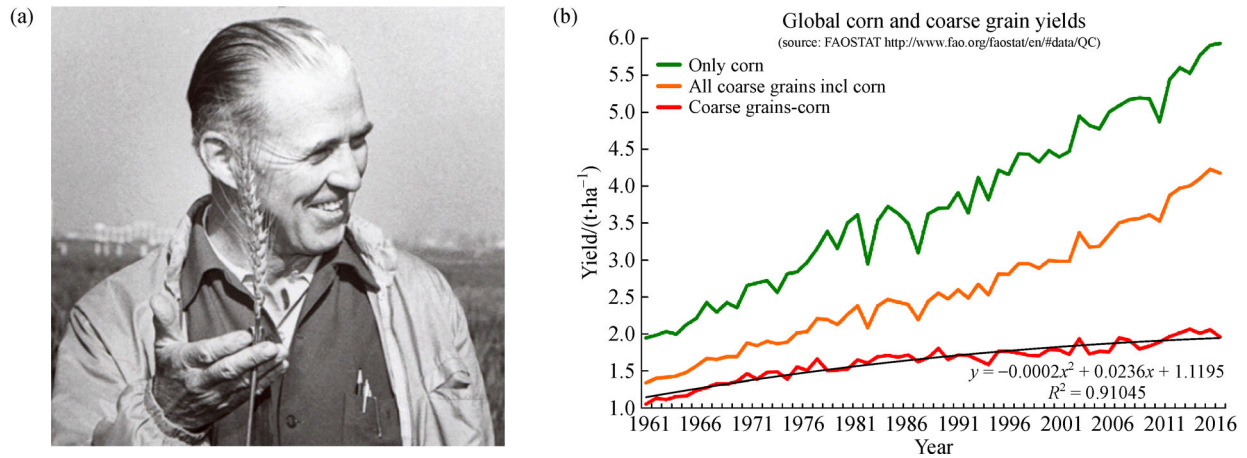 (a)
(b)
Global corn and coarse grain yields
(source: FAOSTAT http://www.fao.org/faostat/en/#data/QC)
Only corn
All coarse grains incl corn
Coarse grains-corn
Yield/(t·ha⁻¹)
6.0
5.5
5.0
4.5
4.0
3.5
3.0
2.5
2.0
1.5
1.0
y = −0.0002x² + 0.0236x + 1.1195
R² = 0.91045
1961 1966 1971 1976 1981 1986 1991 1996 2001 2006 2011 2016
Year